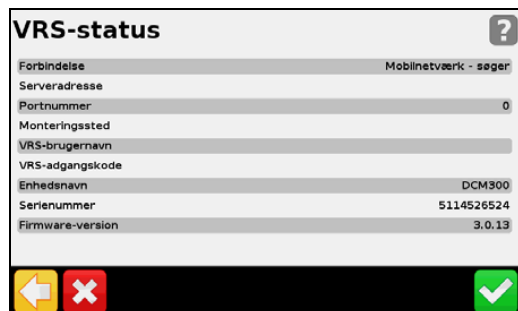 VRS-status
?
Forbindelse Mobilnetværk - søger
Serveradresse
Portnummer 0
Monteringssted
VRS-brugernavn
VRS-adgangskode
Enhedsnavn DCM300
Serienummer 5114526524
Firmware-version 3.0.13